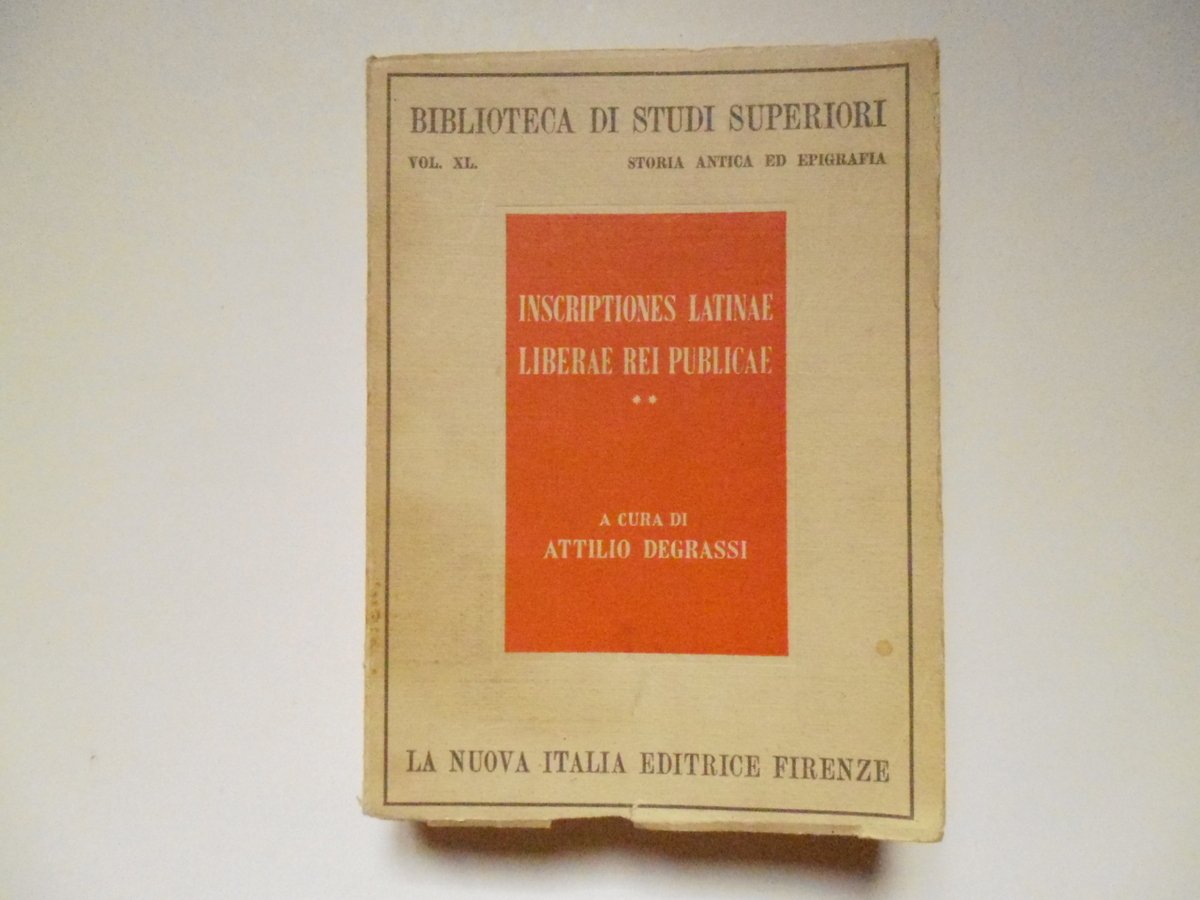 BIBLIOTECA DI STUDI SUPERIORI
VOL. XL. STORIA ANTICA ED EPIGRAFIA
INSCRIPTIONES LATINAE
LIBERAE REI PUBLICAE
**
A CURA DI
ATTILIO DEGRASSI
LA NUOVA ITALIA EDITRICE FIRENZE